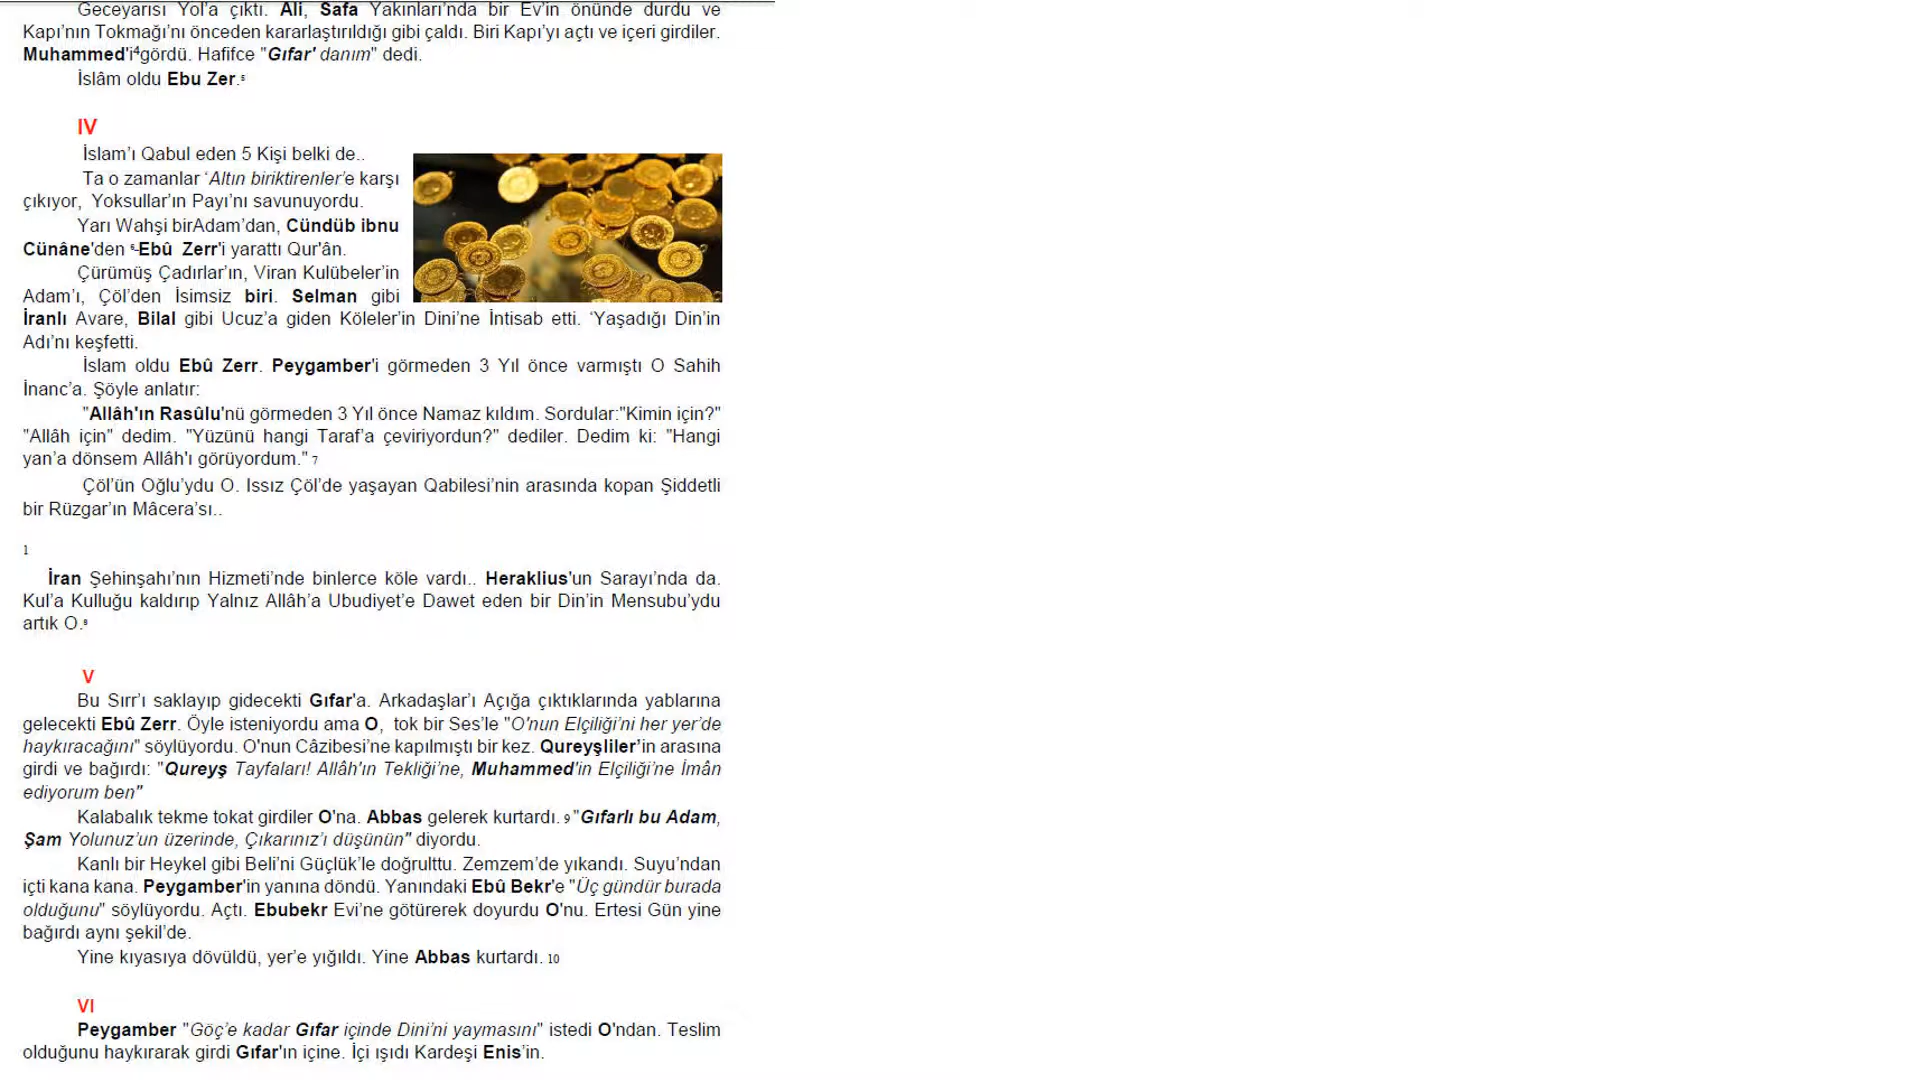 Geceyarısı Yol’a çıktı. Ali, Safa Yakınları’nda bir Ev’in önünde durdu ve
Kapı’nın Tokmağı’nı önceden kararlaştırıldığı gibi çaldı. Biri Kapı’yı açtı ve içeri girdiler.
Muhammed'i4gördü. Hafifce "Gıfar' danım" dedi.
İslâm oldu Ebu Zer.5
IV
İslam’ı Qabul eden 5 Kişi belki de..
Ta o zamanlar ‘Altın biriktirenler’e karşı
çıkıyor, Yoksullar’ın Payı’nı savunuyordu.
Yarı Wahşi birAdam’dan, Cündüb ibnu
Cünâne'den 6-Ebû Zerr'i yarattı Qur'ân.
Çürümüş Çadırlar’ın, Viran Kulübeler’in
Adam’ı, Çöl’den İsimsiz biri. Selman gibi
İranlı Avare, Bilal gibi Ucuz’a giden Köleler’in Dini’ne İntisab etti. ‘Yaşadığı Din’in
Adı’nı keşfetti.
İslam oldu Ebû Zerr. Peygamber'i görmeden 3 Yıl önce varmıştı O Sahih
İnanc’a. Şöyle anlatır:
"Allâh'ın Rasûlu'nü görmeden 3 Yıl önce Namaz kıldım. Sordular:"Kimin için?"
"Allâh için" dedim. "Yüzünü hangi Taraf’a çeviriyordun?" dediler. Dedim ki: "Hangi
yan’a dönsem Allâh'ı görüyordum." 7
Çöl’ün Oğlu’ydu O. Issız Çöl’de yaşayan Qabilesi’nin arasında kopan Şiddetli
bir Rüzgar’ın Mâcera’sı..
1
İran Şehinşahı’nın Hizmeti’nde binlerce köle vardı.. Heraklius'un Sarayı’nda da.
Kul’a Kulluğu kaldırıp Yalnız Allâh’a Ubudiyet’e Dawet eden bir Din’in Mensubu’ydu
artık O.8
V
Bu Sırr’ı saklayıp gidecekti Gıfar'a. Arkadaşlar’ı Açığa çıktıklarında yablarına
gelecekti Ebû Zerr. Öyle isteniyordu ama O, tok bir Ses’le "O'nun Elçiliği’ni her yer’de
haykıracağını" söylüyordu. O'nun Câzibesi’ne kapılmıştı bir kez. Qureyşliler’in arasına
girdi ve bağırdı: "Qureyş Tayfaları! Allâh'ın Tekliği’ne, Muhammed'in Elçiliği’ne İmân
ediyorum ben"
Kalabalık tekme tokat girdiler O'na. Abbas gelerek kurtardı. 9 "Gıfarlı bu Adam,
Şam Yolunuz’un üzerinde, Çıkarınız’ı düşünün" diyordu.
Kanlı bir Heykel gibi Beli’ni Güçlük’le doğrulttu. Zemzem’de yıkandı. Suyu’ndan
içti kana kana. Peygamber'in yanına döndü. Yanındaki Ebû Bekr'e "Üç gündür burada
olduğunu" söylüyordu. Açtı. Ebubekr Evi’ne götürerek doyurdu O'nu. Ertesi Gün yine
bağırdı aynı şekil’de.
Yine kıyasıya dövüldü, yer’e yığıldı. Yine Abbas kurtardı. 10
VI
Peygamber "Göç’e kadar Gıfar içinde Dini’ni yaymasını" istedi O'ndan. Teslim
olduğunu haykırarak girdi Gıfar'ın içine. İçi ışıdı Kardeşi Enis’in.